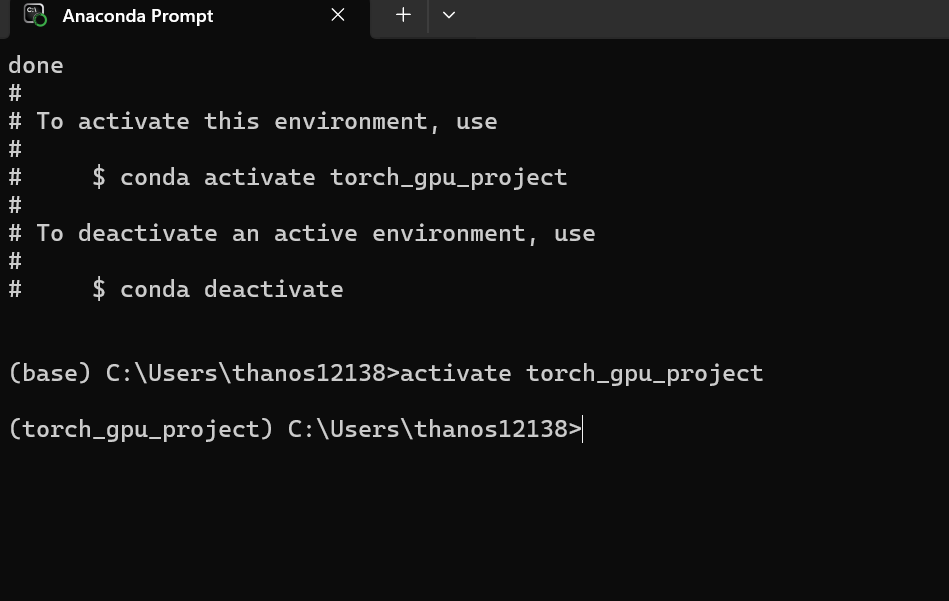 Anaconda Prompt
done
#
# To activate this environment, use
#
#     $ conda activate torch_gpu_project
#
# To deactivate an active environment, use
#
#     $ conda deactivate
(base) C:\Users\thanos12138>activate torch_gpu_project
(torch_gpu_project) C:\Users\thanos12138>